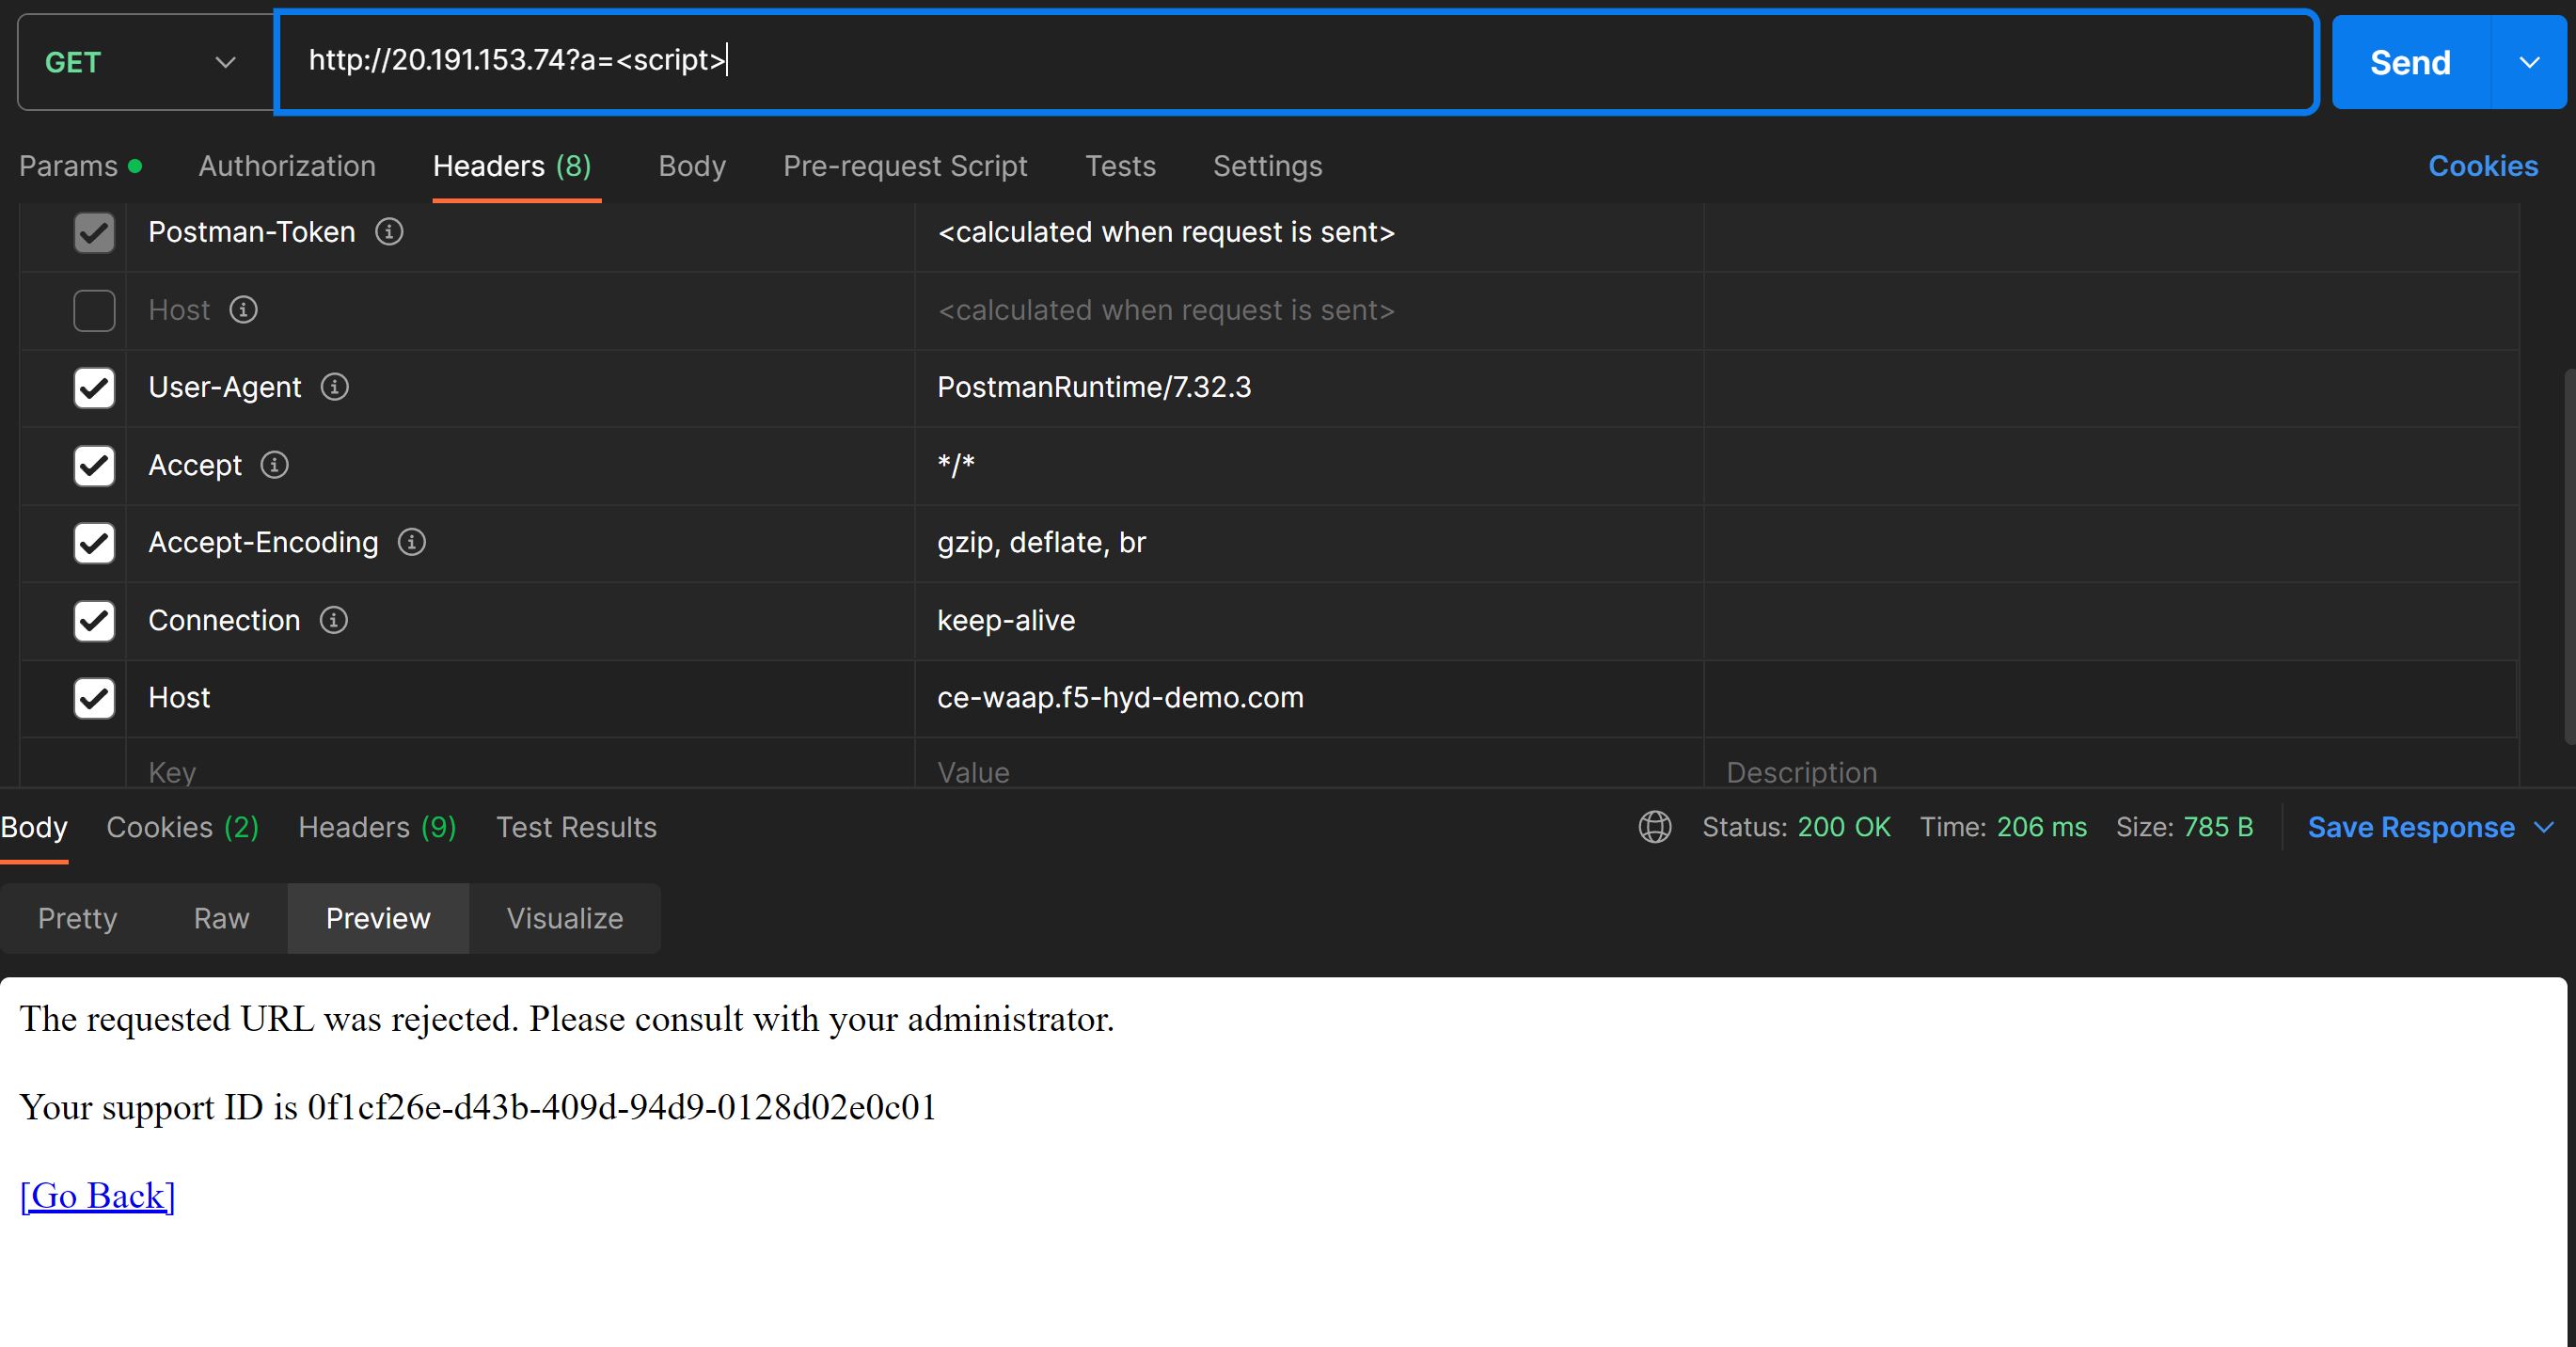 GET http://20.191.153.74?a=<script> Send
Params Authorization Headers (8) Body Pre-request Script Tests Settings Cookies
Postman-Token <calculated when request is sent>
Host <calculated when request is sent>
User-Agent PostmanRuntime/7.32.3
Accept */*
Accept-Encoding gzip, deflate, br
Connection keep-alive
Host ce-waap.f5-hyd-demo.com
Key Value Description
Body Cookies (2) Headers (9) Test Results Status: 200 OK Time: 206 ms Size: 785 B Save Response
Pretty Raw Preview Visualize
The requested URL was rejected. Please consult with your administrator.
Your support ID is 0f1cf26e-d43b-409d-94d9-0128d02e0c01
[Go Back]